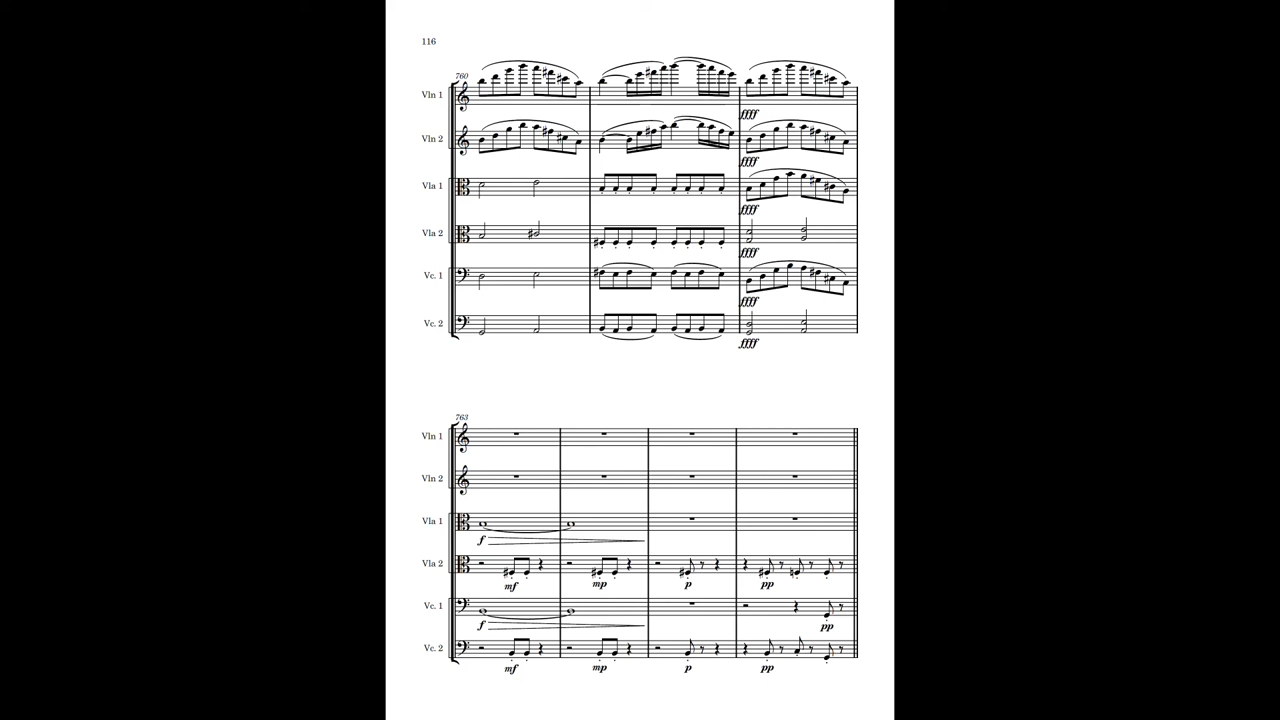 116
760
Vln 1
Vln 2
ffff
Vla 1
ffff
Vla 2
ffff
Vc. 1
ffff
Vc. 2
ffff
ffff
763
Vln 1
Vln 2
Vla 1
f
Vla 2
mf mp p pp
Vc. 1
f pp
Vc. 2
mf mp p pp